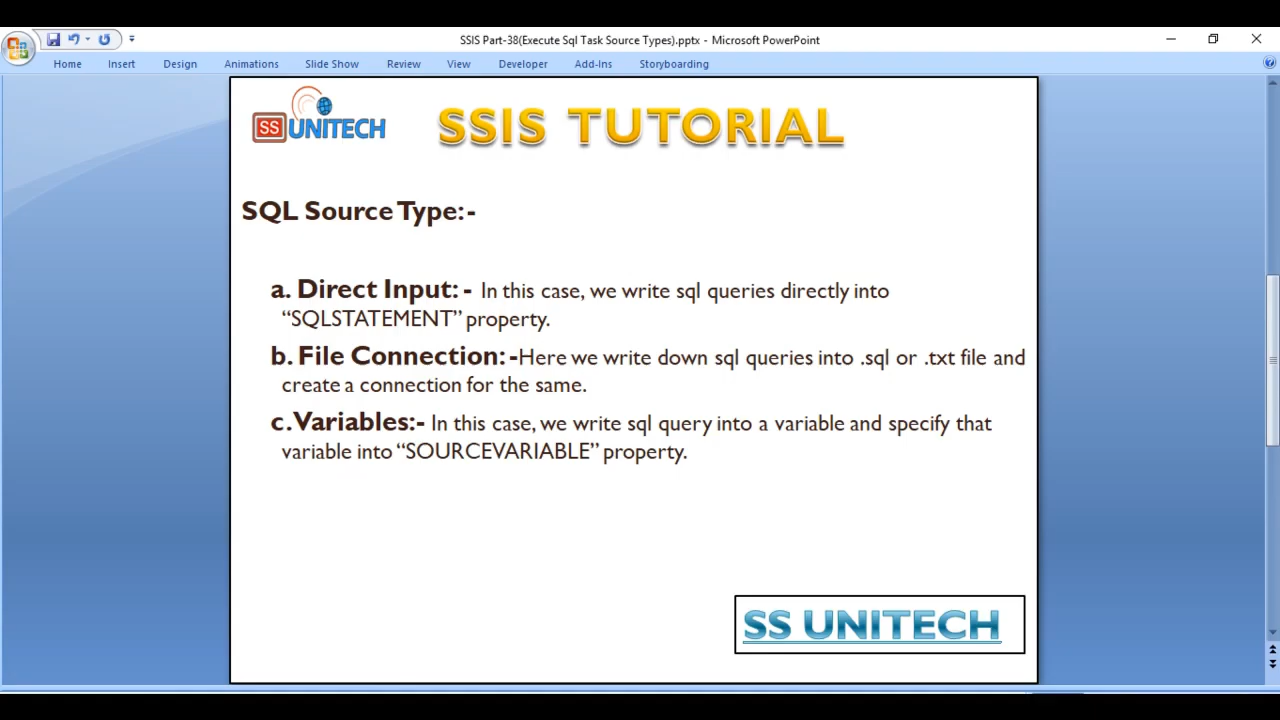 SSIS Part-38(Execute Sql Task Source Types).pptx - Microsoft PowerPoint
Home Insert Design Animations Slide Show Review View Developer Add-Ins Storyboarding
SS UNITECH
SSIS TUTORIAL
SQL Source Type:-
a. Direct Input: - In this case, we write sql queries directly into
“SQLSTATEMENT” property.
b. File Connection: -Here we write down sql queries into .sql or .txt file and
create a connection for the same.
c. Variables:- In this case, we write sql query into a variable and specify that
variable into “SOURCEVARIABLE” property.
SS UNITECH